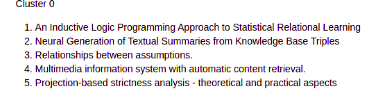 Cluster 0
1. An Inductive Logic Programming Approach to Statistical Relational Learning
2. Neural Generation of Textual Summaries from Knowledge Base Triples
3. Relationships between assumptions.
4. Multimedia information system with automatic content retrieval.
5. Projection-based strictness analysis - theoretical and practical aspects